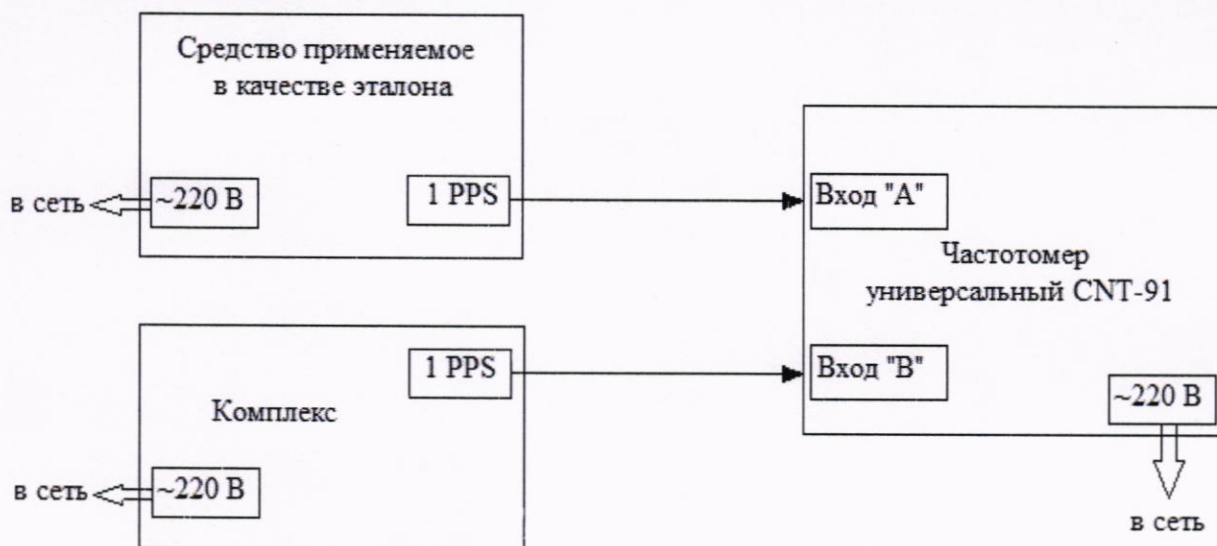 Средство применяемое
в качестве эталона
в сеть
~220 В
1 PPS
Вход "А"
Частотомер
универсальный CNT-91
1 PPS
Вход "В"
Комплекс
~220 В
в сеть
~220 В
в сеть